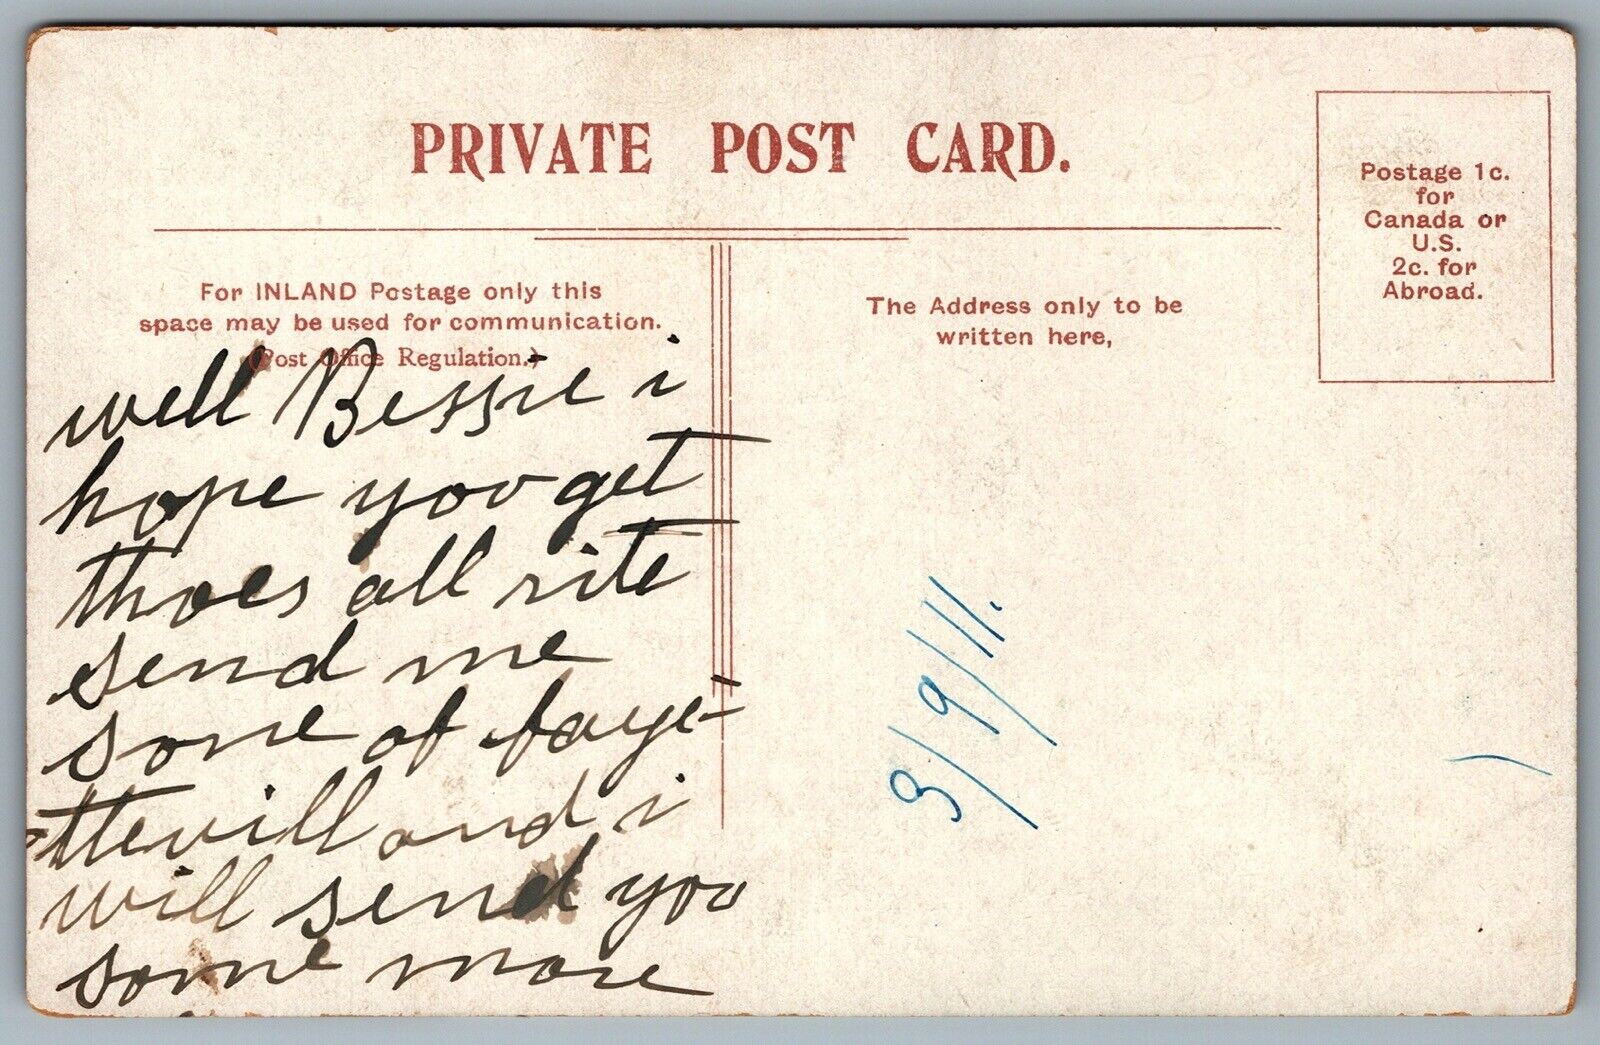 PRIVATE POST CARD.
Postage 1c.
for
Canada or
U.S.
2c. for
Abroad.
For INLAND Postage only this
space may be used for communication.
(Post Office Regulation.)
The Address only to be
written here,
well Bessie i
hope you get
thoes all rite
send me
some of faye-
tteville and i
will send you
some more
3/9/11.